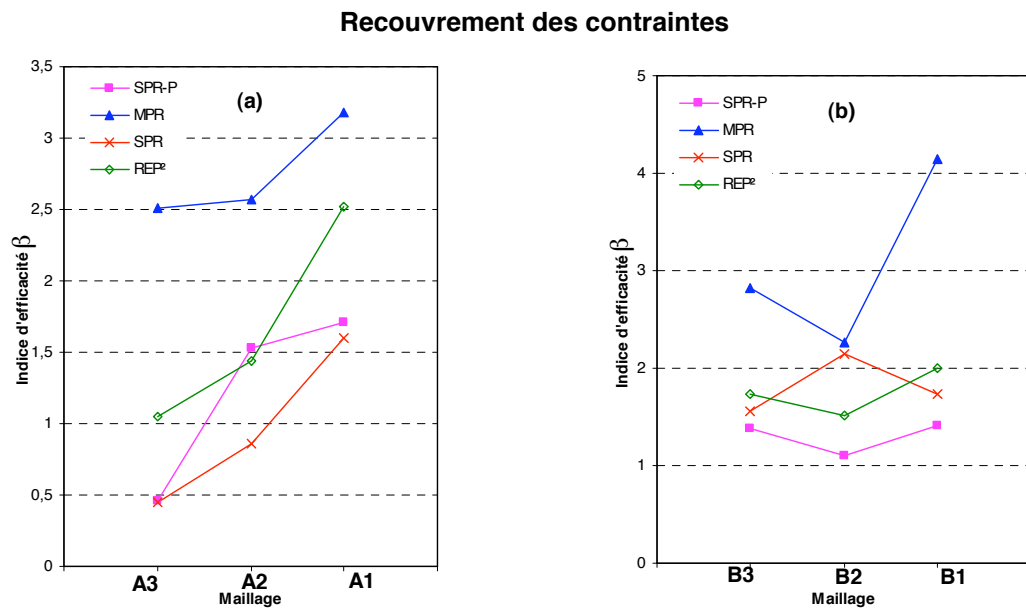 Recouvrement des contraintes
3,5
3
2,5
2
1,5
1
0,5
0
Indice d'efficacité β
SPR-P
MPR
SPR
REP²
(a)
A3 A2 A1
Maillage
5
4
3
2
1
0
Indice d'efficacité β
SPR-P
MPR
SPR
REP²
(b)
B3 B2 B1
Maillage